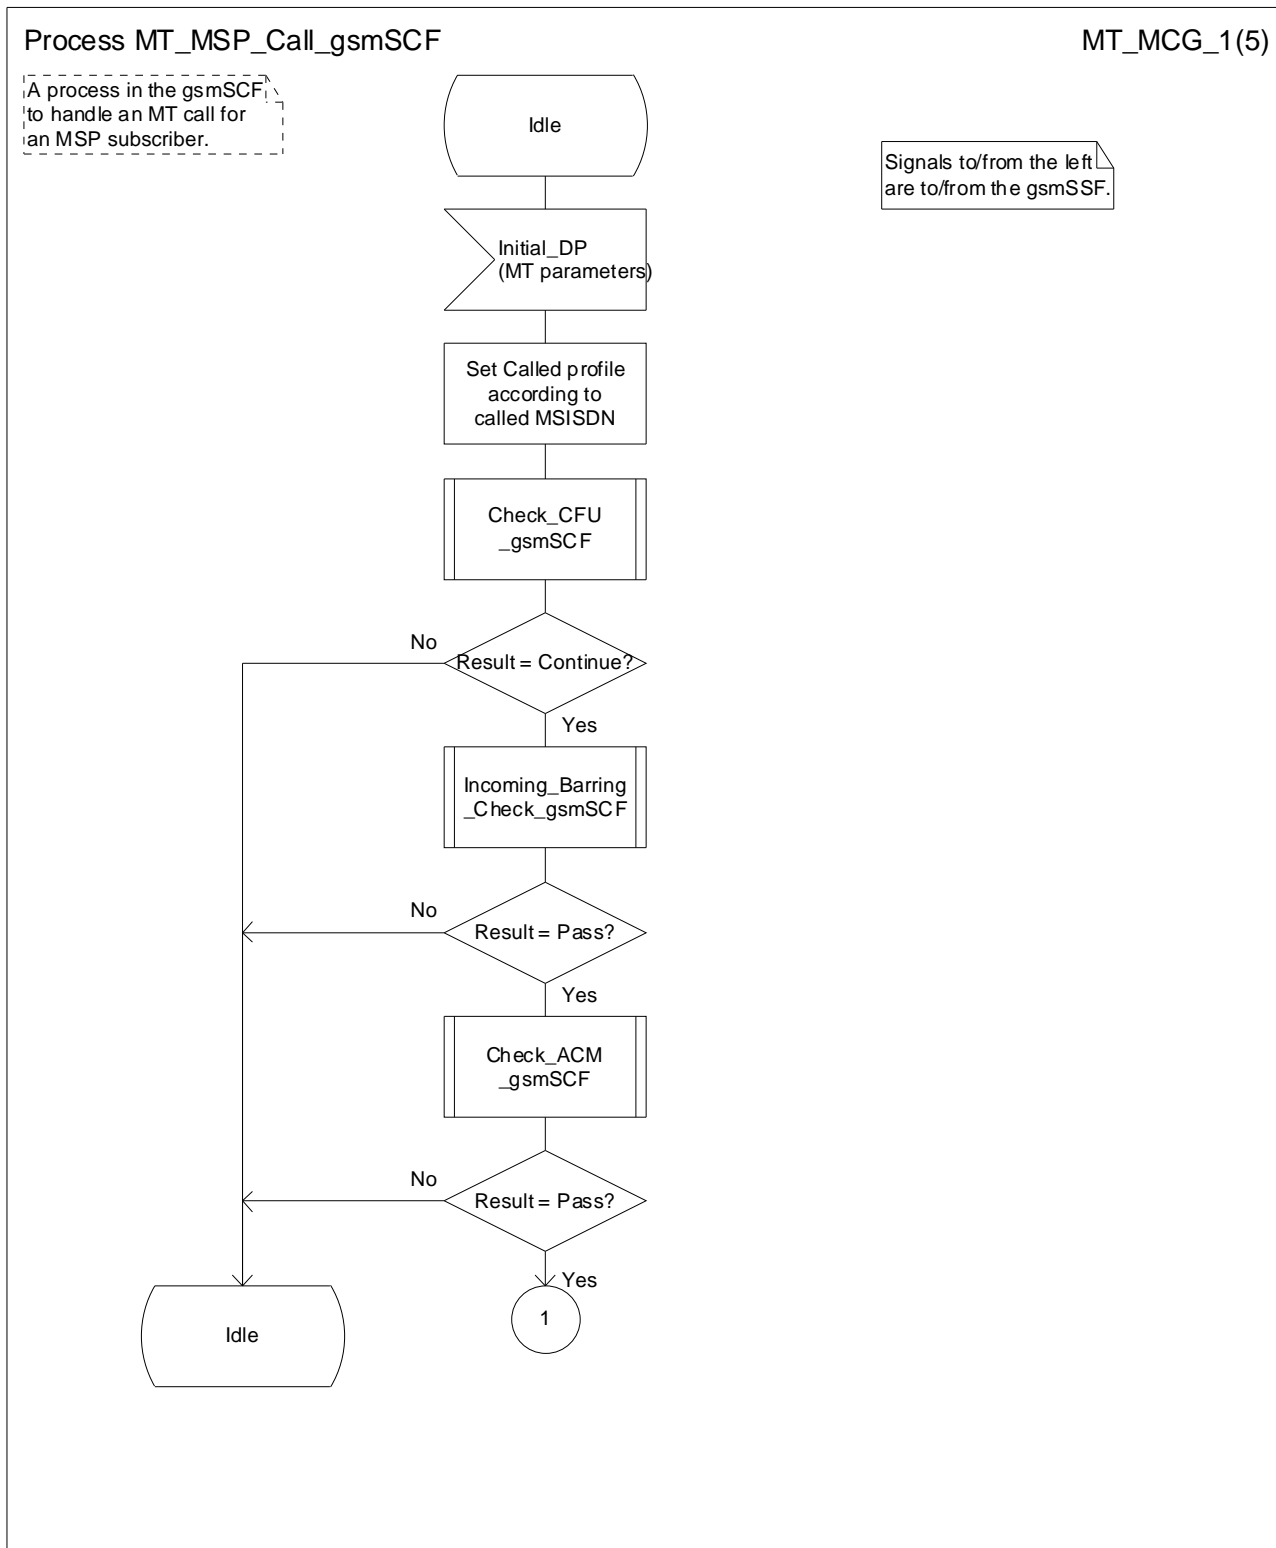 Process MT_MSP_Call_gsmSCF
MT_MCG_1(5)
A process in the gsmSCF
to handle an MT call for
an MSP subscriber.
Idle
Signals to/from the left
are to/from the gsmSSF.
Initial_DP
(MT parameters)
Set Called profile
according to
called MSISDN
Check_CFU
_gsmSCF
No
Result = Continue?
Yes
Incoming_Barring
_Check_gsmSCF
No
Result = Pass?
Yes
Check_ACM
_gsmSCF
No
Result = Pass?
Yes
1
Idle